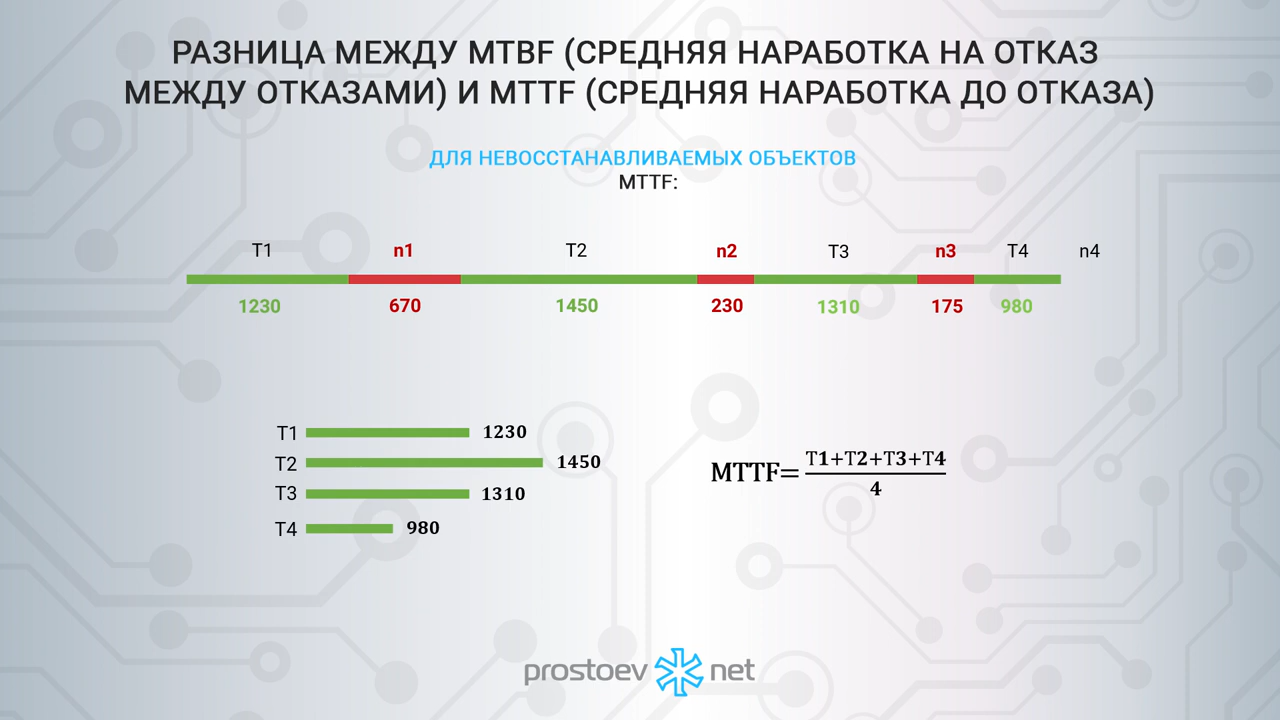 РАЗНИЦА МЕЖДУ MTBF (СРЕДНЯЯ НАРАБОТКА НА ОТКАЗ
МЕЖДУ ОТКАЗАМИ) И MTTF (СРЕДНЯЯ НАРАБОТКА ДО ОТКАЗА)
ДЛЯ НЕВОССТАНАВЛИВАЕМЫХ ОБЪЕКТОВ
MTTF:
T1 n1 T2 n2 T3 n3 T4 n4
1230 670 1450 230 1310 175 980
T1 1230
T2 1450
T3 1310
T4 980
MTTF= T1+T2+T3+T4
4
prostoev net